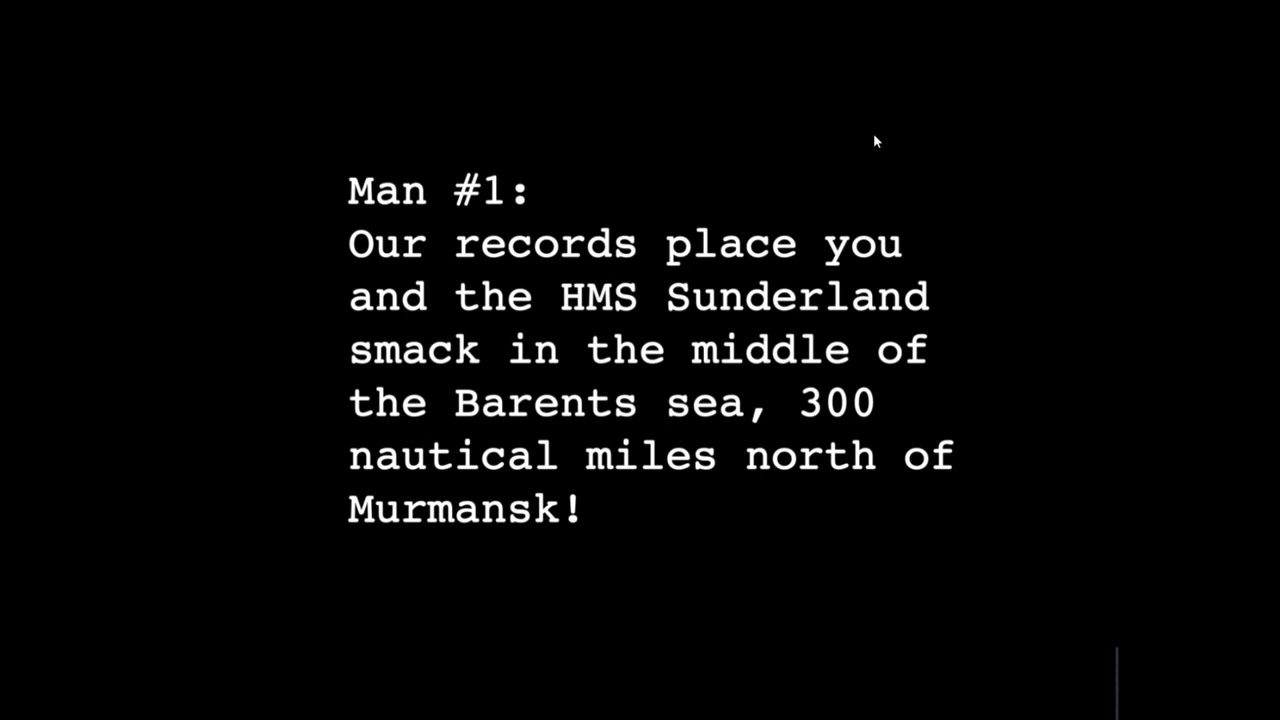 Man #1:
Our records place you
and the HMS Sunderland
smack in the middle of
the Barents sea, 300
nautical miles north of
Murmansk!